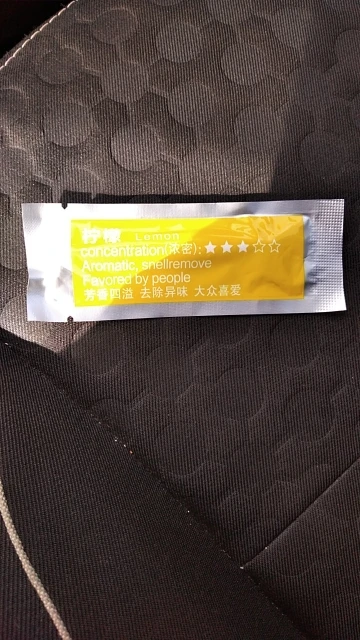 柠檬 Lemon
concentration(浓密):★★★☆☆
Aromatic, snellremove
Favored by people
芳香四溢 去除异味 大众喜爱